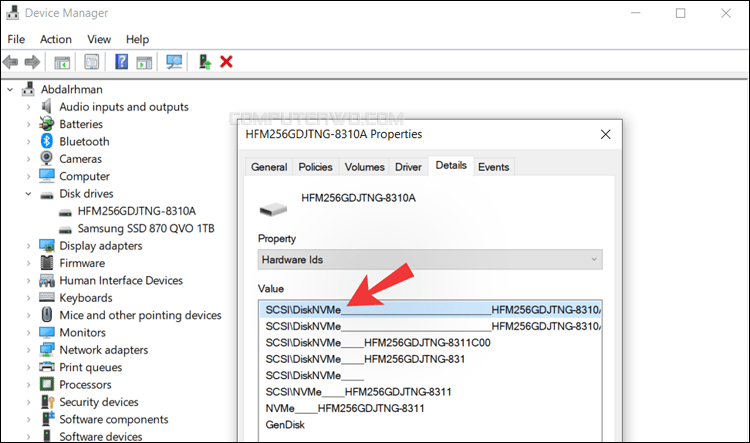 Device Manager
File Action View Help
Abdalrhman
Audio inputs and outputs
Batteries
Bluetooth
Cameras
Computer
Disk drives
HFM256GDJTNG-8310A
Samsung SSD 870 QVO 1TB
Display adapters
Firmware
Human Interface Devices
Keyboards
Mice and other pointing devices
Monitors
Network adapters
Print queues
Processors
Security devices
Software components
Software devices
COMPUTERWD.COM
HFM256GDJTNG-8310A Properties
General Policies Volumes Driver Details Events
HFM256GDJTNG-8310A
Property
Hardware Ids
Value
SCSI\DiskNVMe____________________________HFM256GDJTNG-8310A
SCSI\DiskNVMe____________________________HFM256GDJTNG-8310A
SCSI\DiskNVMe____HFM256GDJTNG-8311C00
SCSI\DiskNVMe____HFM256GDJTNG-831
SCSI\DiskNVMe____
SCSI\NVMe____HFM256GDJTNG-8311
NVMe____HFM256GDJTNG-8311
GenDisk